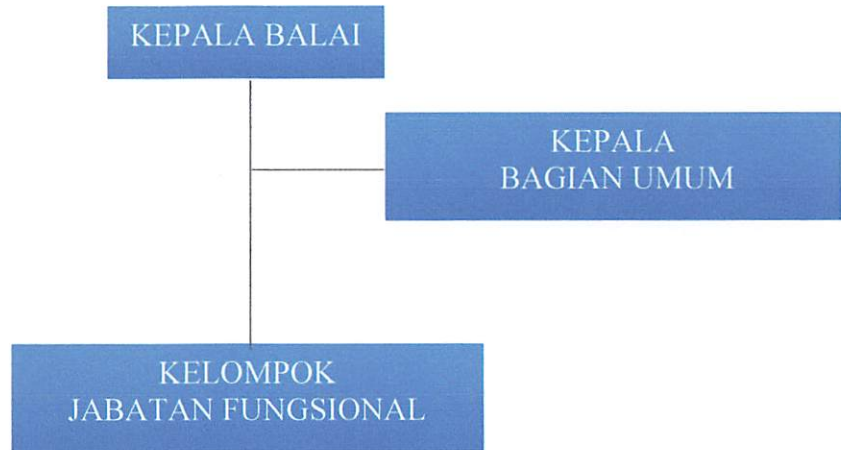 KEPALA BALAI
KEPALA
BAGIAN UMUM
KELOMPOK
JABATAN FUNGSIONAL